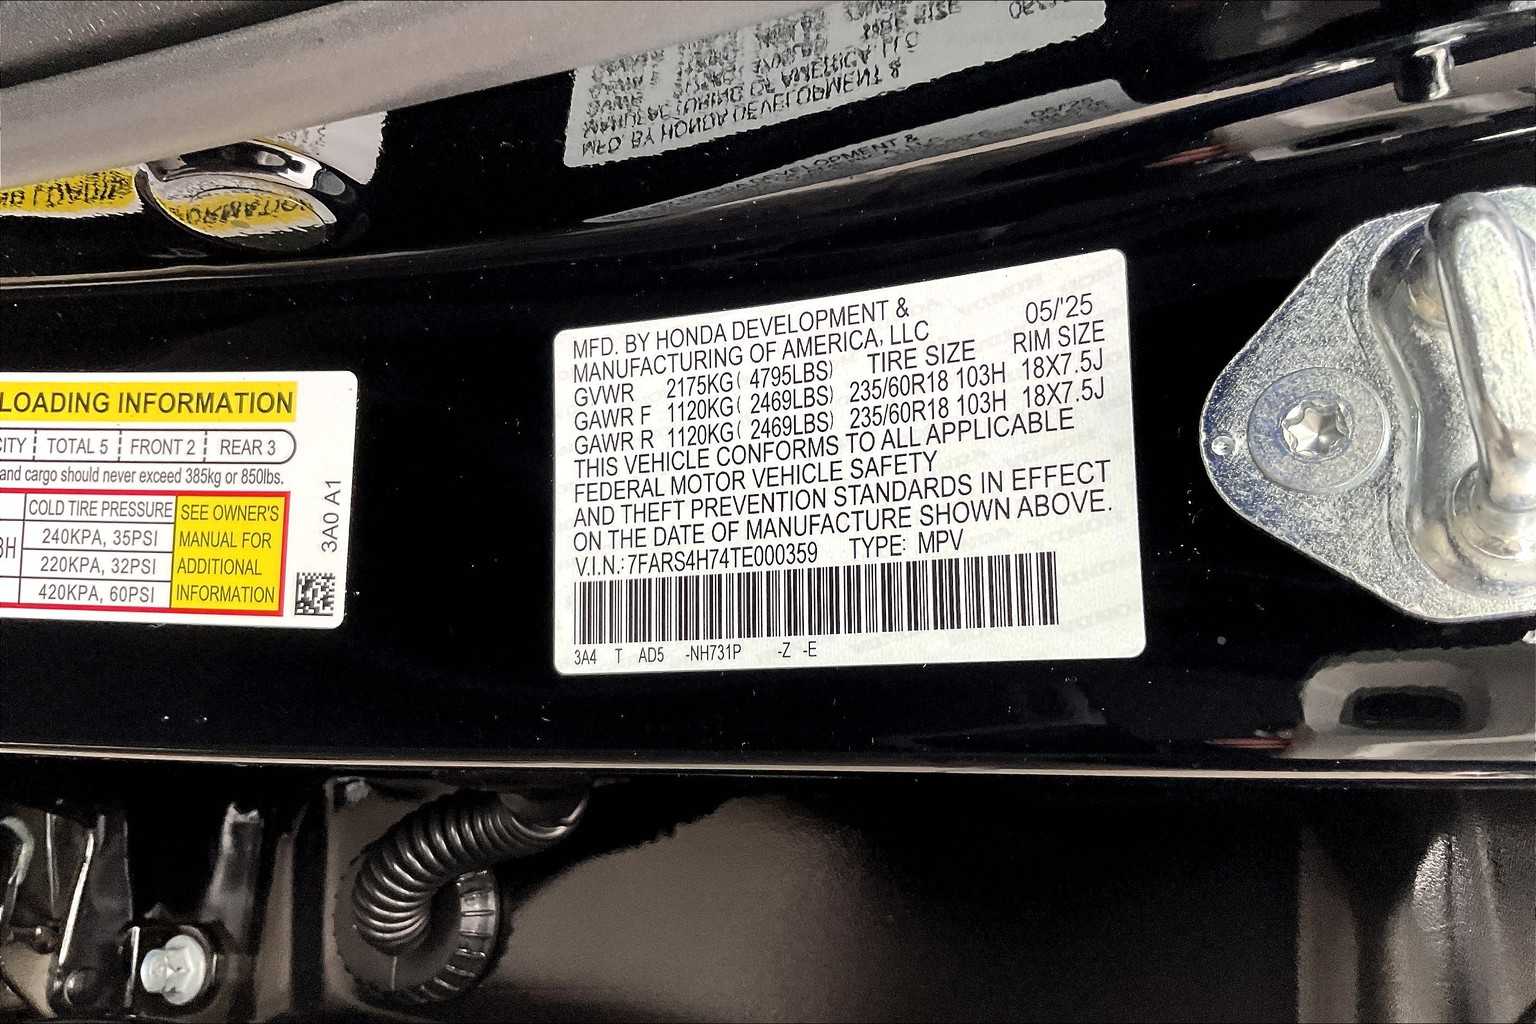 LOADING INFORMATION
CITY TOTAL 5 FRONT 2 REAR 3
and cargo should never exceed 385kg or 850lbs.
COLD TIRE PRESSURE
240KPA, 35PSI
220KPA, 32PSI
420KPA, 60PSI
SEE OWNER'S
MANUAL FOR
ADDITIONAL
INFORMATION
3A0 A1
MFD. BY HONDA DEVELOPMENT & 05/'25
MANUFACTURING OF AMERICA, LLC
TIRE SIZE RIM SIZE
GVWR 2175KG( 4795LBS)
GAWR F 1120KG( 2469LBS) 235/60R18 103H 18X7.5J
GAWR R 1120KG( 2469LBS) 235/60R18 103H 18X7.5J
THIS VEHICLE CONFORMS TO ALL APPLICABLE
FEDERAL MOTOR VEHICLE SAFETY
AND THEFT PREVENTION STANDARDS IN EFFECT
ON THE DATE OF MANUFACTURE SHOWN ABOVE.
V.I.N.: 7FARS4H74TE000359 TYPE: MPV
3A4 T AD5 -NH731P -Z -E